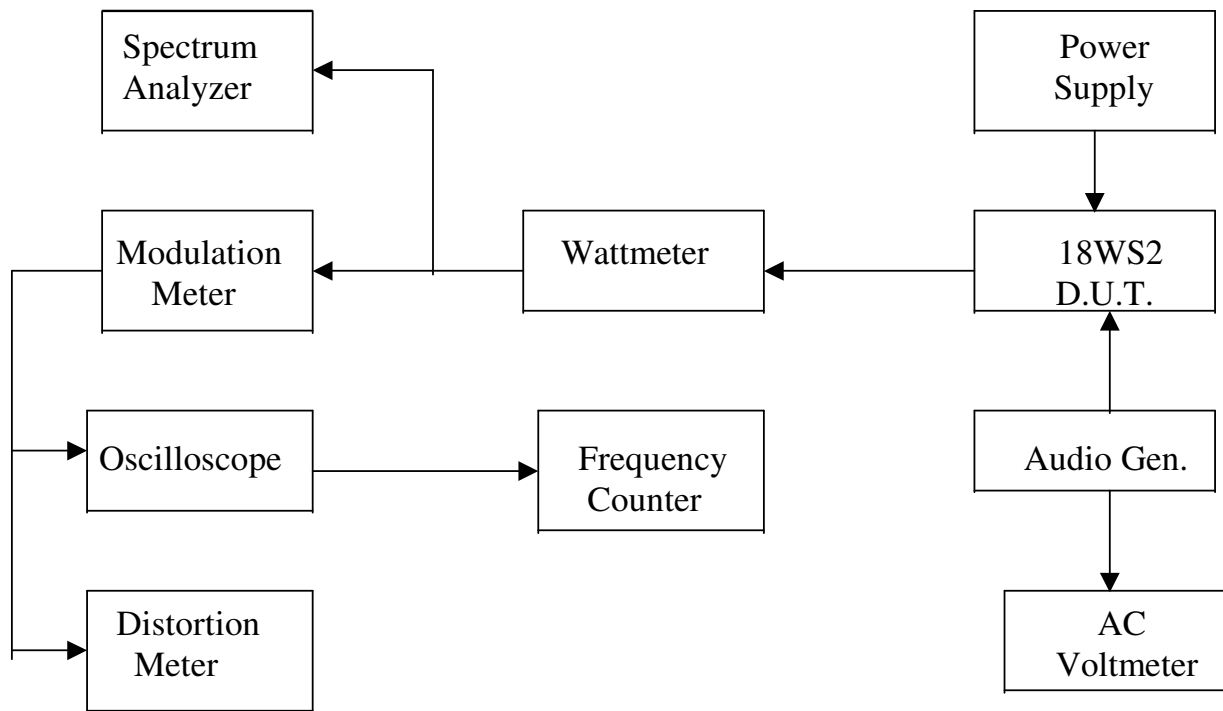 Spectrum
Analyzer
Power
Supply
Modulation
Meter
Wattmeter
18WS2
D.U.T.
Oscilloscope
Frequency
Counter
Audio Gen.
Distortion
Meter
AC
Voltmeter